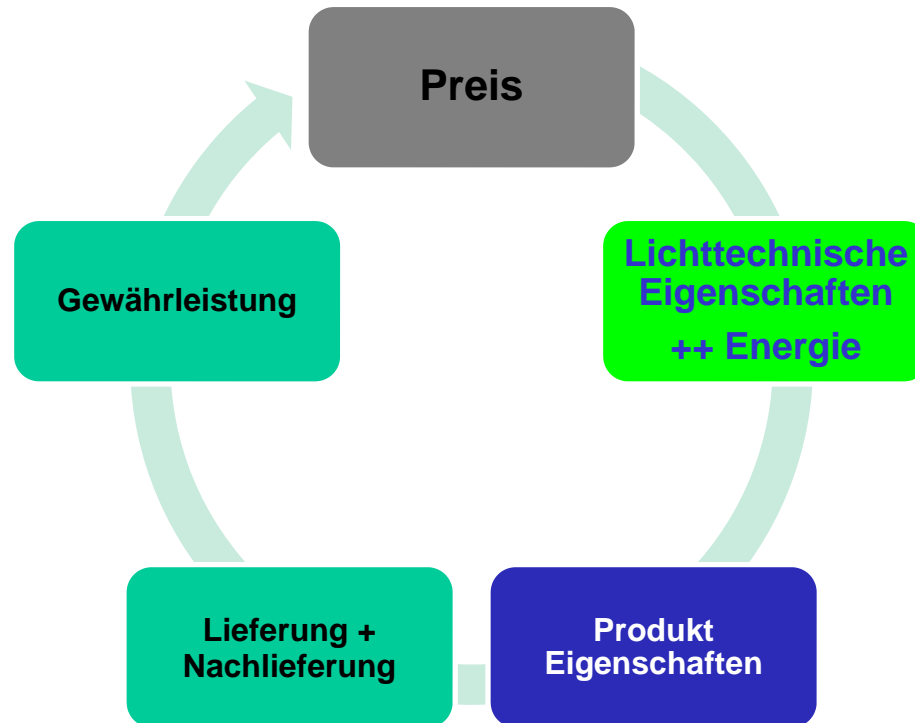 Preis
Lichttechnische
Eigenschaften
++ Energie
Produkt
Eigenschaften
Lieferung +
Nachlieferung
Gewährleistung